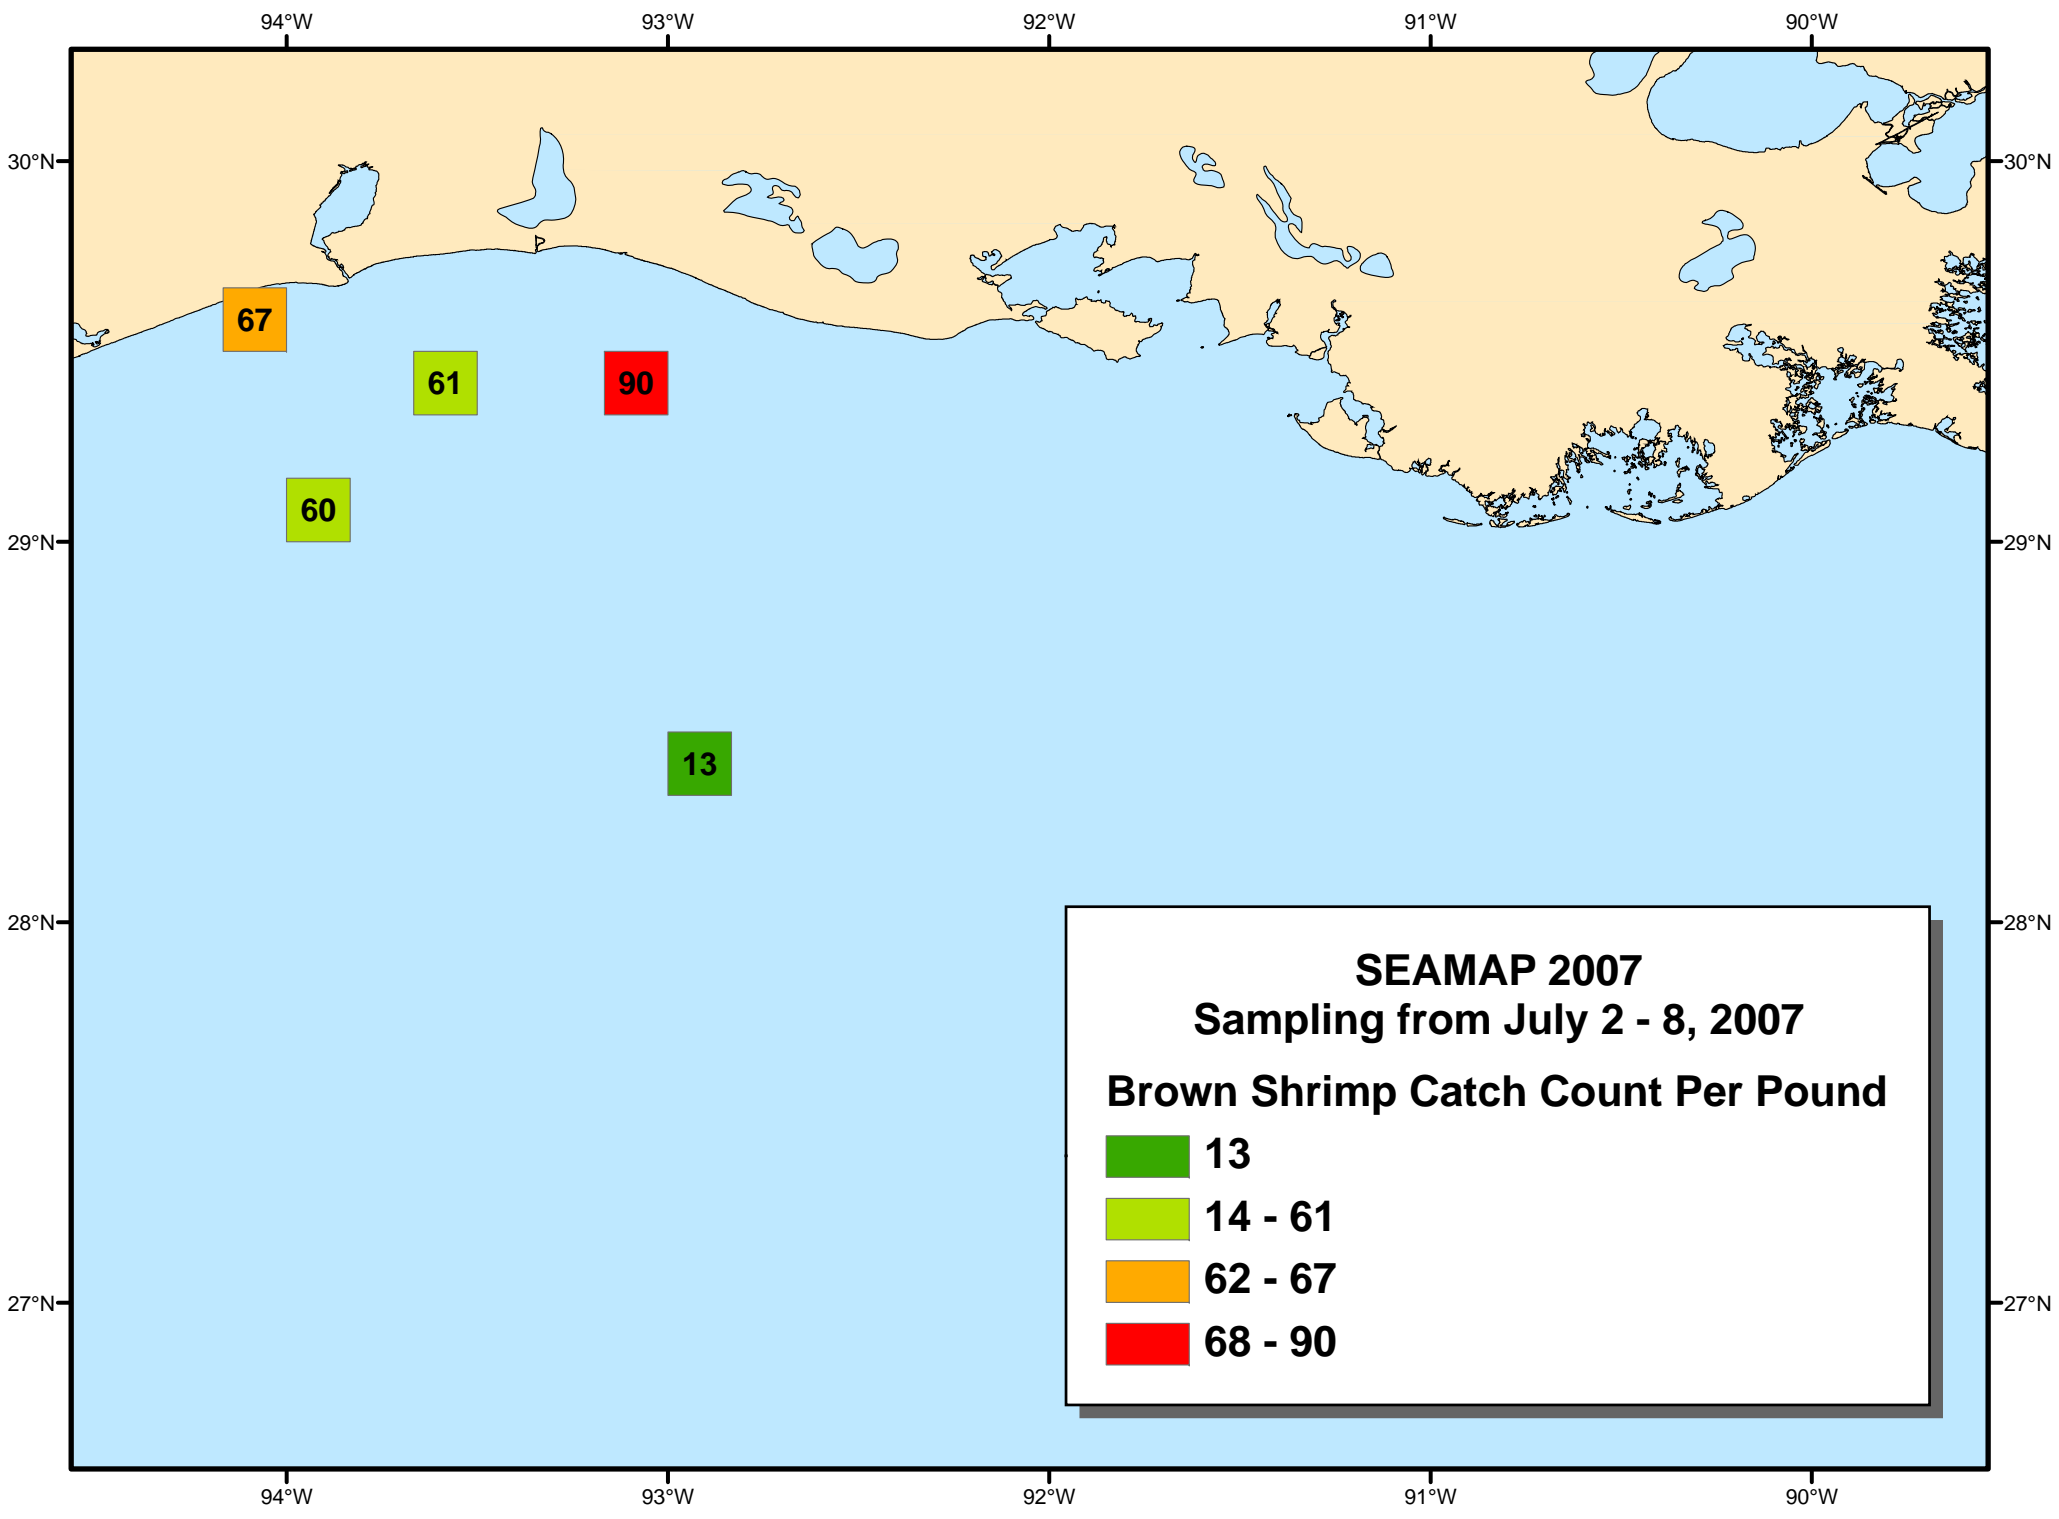 94°W 93°W 92°W 91°W 90°W
30°N 30°N
67
61 90
60
29°N 29°N
13
28°N 28°N
SEAMAP 2007
Sampling from July 2 - 8, 2007
Brown Shrimp Catch Count Per Pound
13
14 - 61
62 - 67
68 - 90
27°N 27°N
94°W 93°W 92°W 91°W 90°W